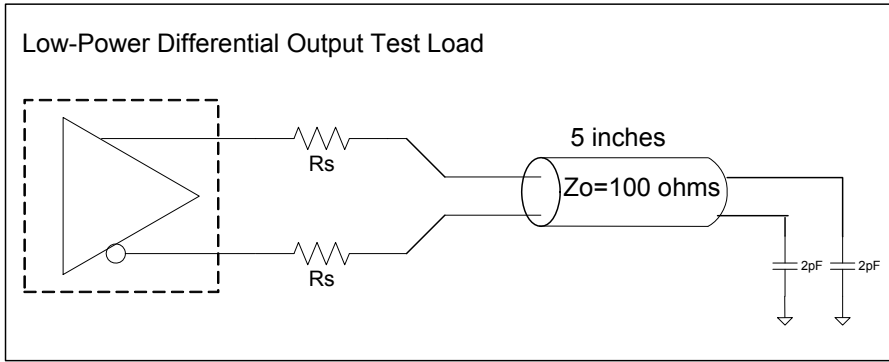 Low-Power Differential Output Test Load
Rs
5 inches
Zo=100 ohms
Rs
2pF 2pF